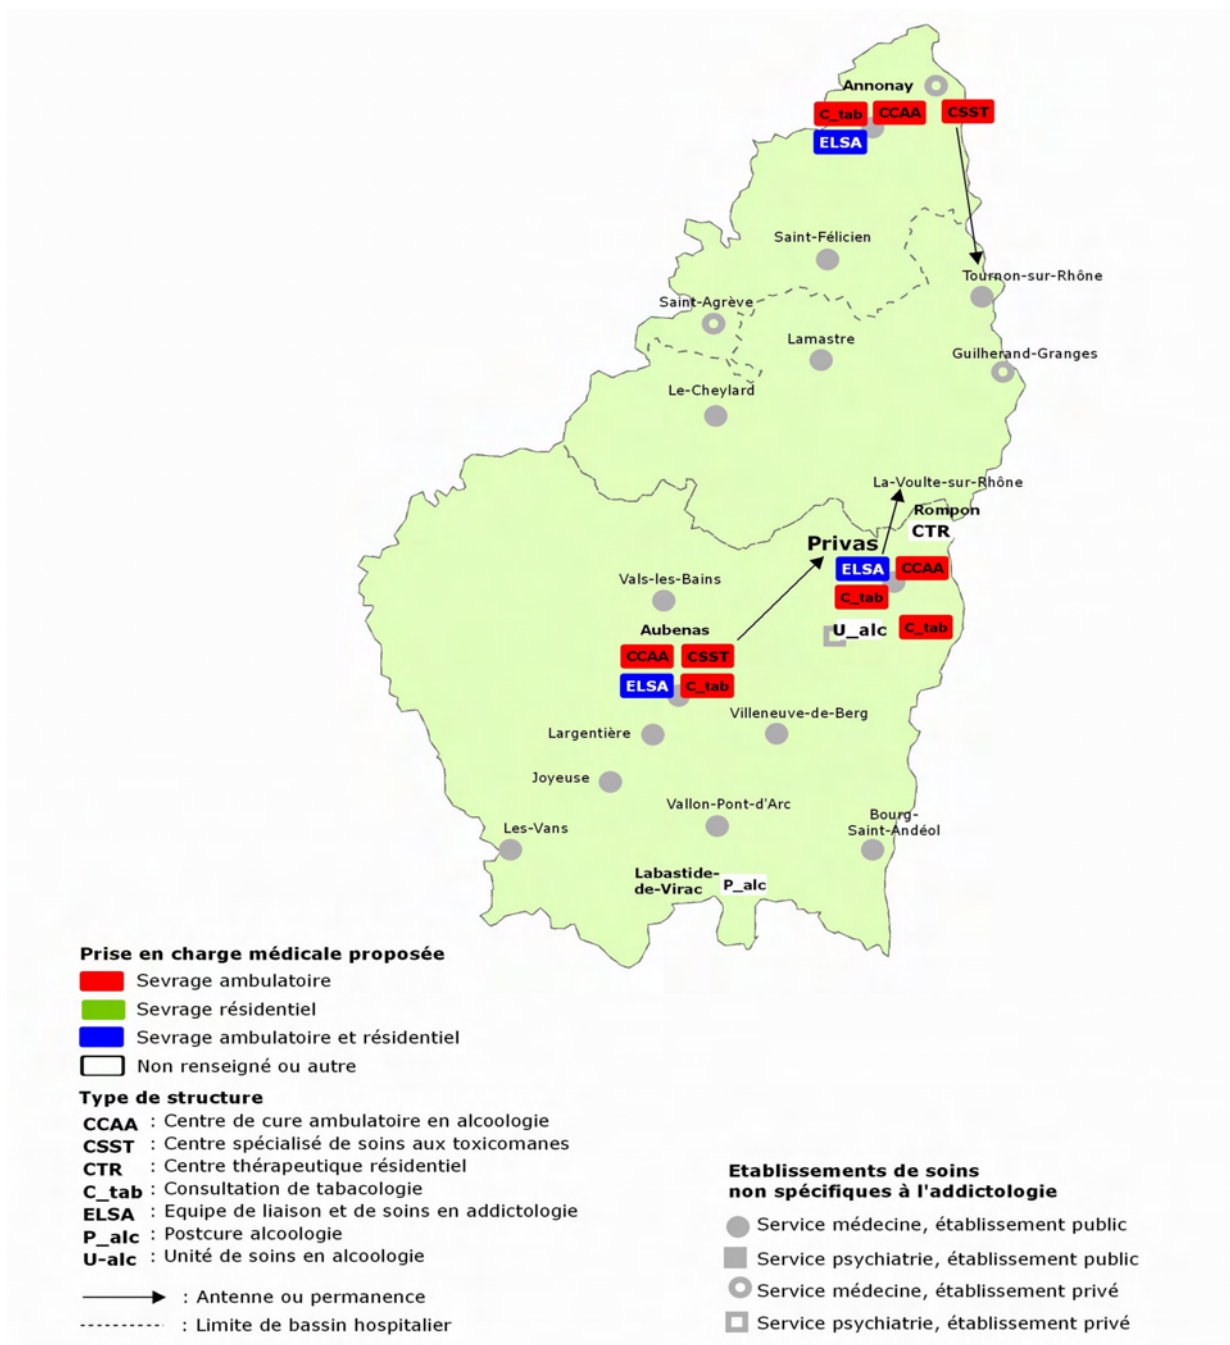 Annonay
C_tab CCAA CSST
ELSA
Saint-Félicien
Tournon-sur-Rhône
Saint-Agrève
Lamastre
Guilherand-Granges
Le-Cheylard
La-Voulte-sur-Rhône
Rompon
CTR
Privas
ELSA CCAA
C_tab
Vals-les-Bains
U_alc C_tab
Aubenas
CCAA CSST
ELSA C_tab
Villeneuve-de-Berg
Largentière
Joyeuse
Vallon-Pont-d'Arc
Bourg-
Saint-Andéol
Les-Vans
Labastide-
de-Virac
P_alc
Prise en charge médicale proposée
Sevrage ambulatoire
Sevrage résidentiel
Sevrage ambulatoire et résidentiel
Non renseigné ou autre
Type de structure
CCAA : Centre de cure ambulatoire en alcoologie
CSST : Centre spécialisé de soins aux toxicomanes
CTR : Centre thérapeutique résidentiel
C_tab : Consultation de tabacologie
ELSA : Equipe de liaison et de soins en addictologie
P_alc : Postcure alcoologie
U-alc : Unité de soins en alcoologie
: Antenne ou permanence
: Limite de bassin hospitalier
Etablissements de soins
non spécifiques à l'addictologie
Service médecine, établissement public
Service psychiatrie, établissement public
Service médecine, établissement privé
Service psychiatrie, établissement privé